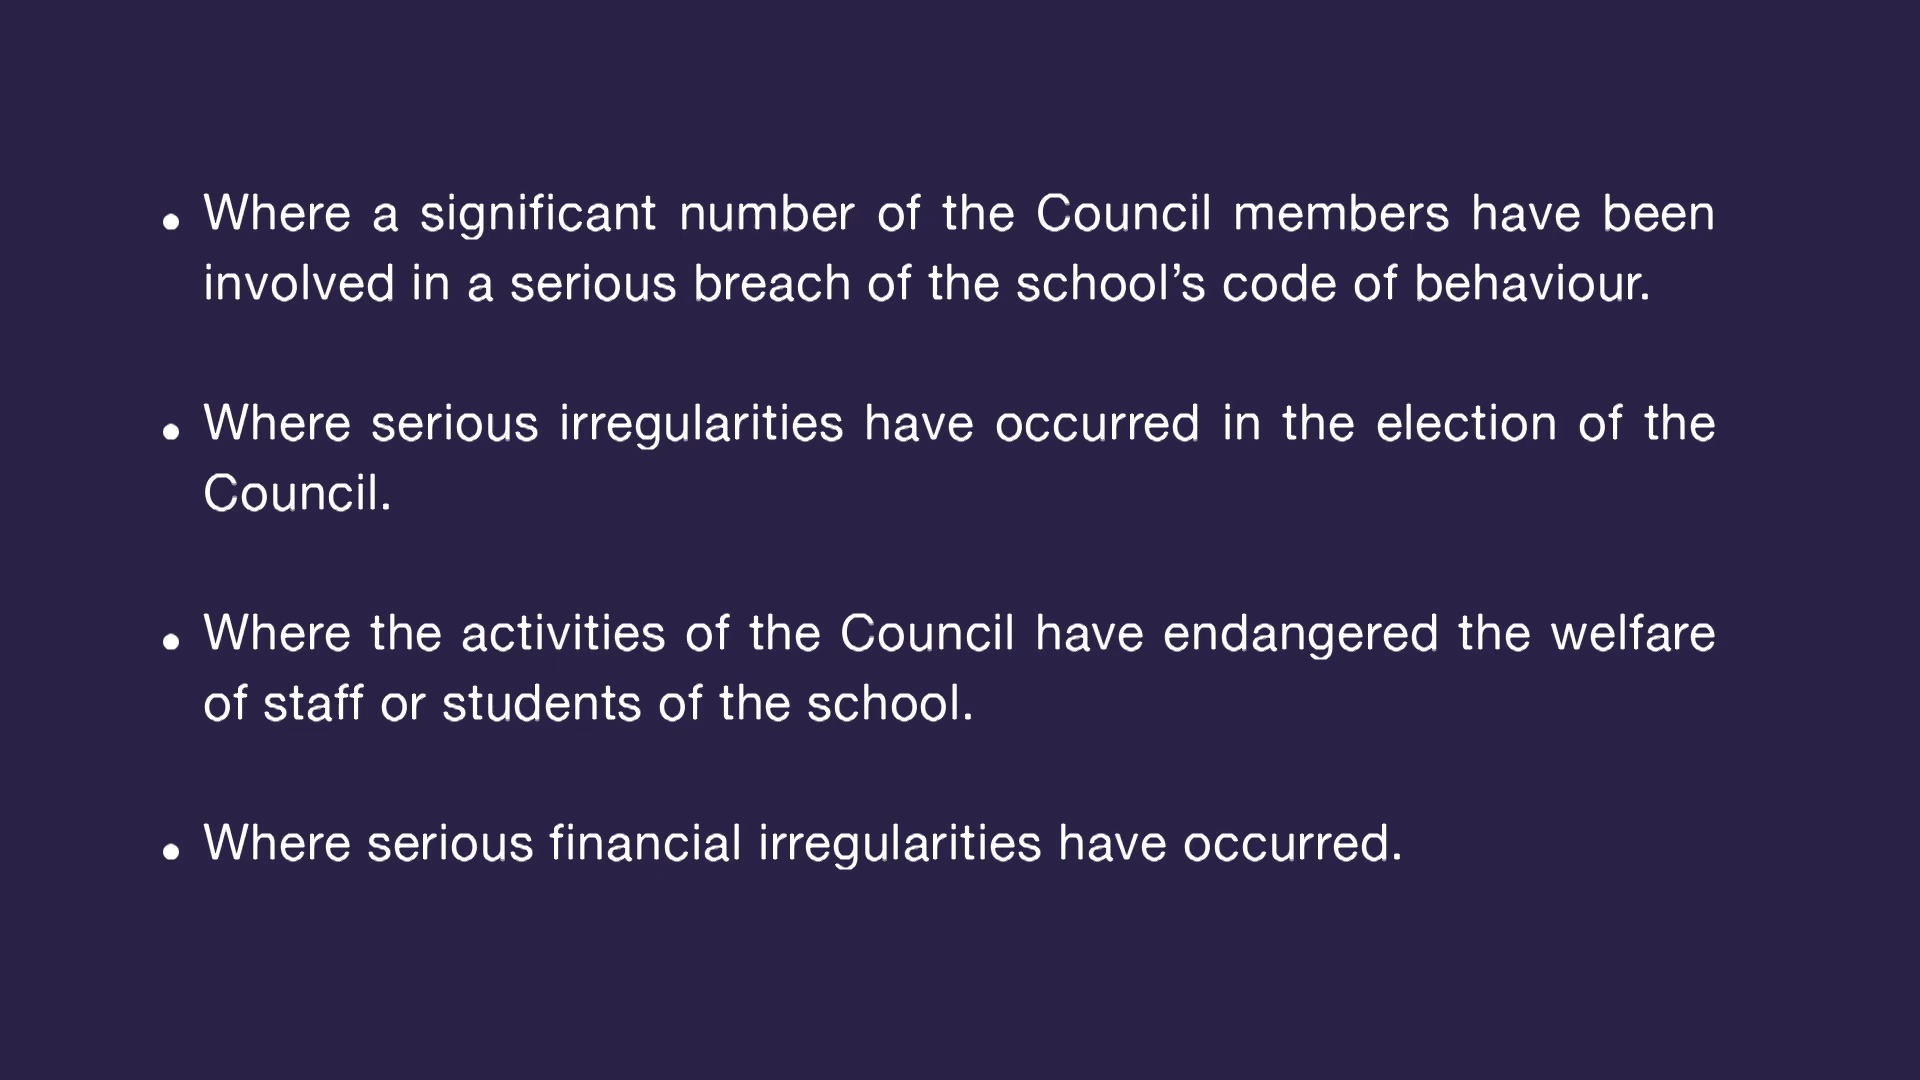 • Where a significant number of the Council members have been
involved in a serious breach of the school’s code of behaviour.
• Where serious irregularities have occurred in the election of the
Council.
• Where the activities of the Council have endangered the welfare
of staff or students of the school.
• Where serious financial irregularities have occurred.